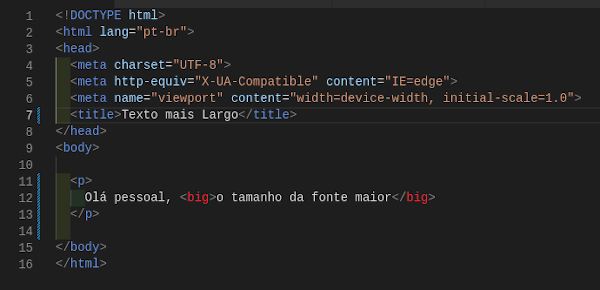 1 <!DOCTYPE html>
2 <html lang="pt-br">
3 <head>
4 <meta charset="UTF-8">
5 <meta http-equiv="X-UA-Compatible" content="IE=edge">
6 <meta name="viewport" content="width=device-width, initial-scale=1.0">
7 <title>Texto mais Largo</title>
8 </head>
9 <body>
10
11 <p>
12 Olá pessoal, <big>o tamanho da fonte maior</big>
13 </p>
14
15 </body>
16 </html>